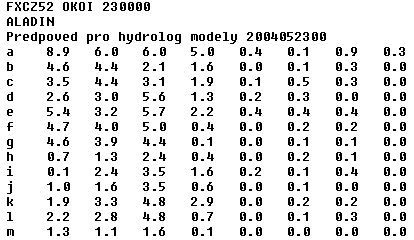 FXCZ52 OKOI 230000
ALADIN
Predpoved pro hydrolog modely 2004052300
a 8.9 6.0 6.0 5.0 0.4 0.1 0.9 0.3
b 4.6 4.4 2.1 1.6 0.0 0.1 0.3 0.0
c 3.5 4.4 3.1 1.9 0.1 0.5 0.3 0.0
d 2.6 3.0 5.6 1.3 0.2 0.3 0.0 0.0
e 5.4 3.2 5.7 2.2 0.4 0.4 0.4 0.0
f 4.7 4.0 5.0 0.4 0.0 0.2 0.2 0.0
g 4.6 3.9 4.4 0.1 0.0 0.1 0.1 0.0
h 0.7 1.3 2.4 0.4 0.0 0.2 0.1 0.0
i 0.1 2.4 3.5 1.6 0.2 0.1 0.4 0.0
j 1.0 1.6 3.5 0.6 0.0 0.1 0.0 0.0
k 1.9 3.3 4.8 2.9 0.0 0.2 0.2 0.0
l 2.2 2.8 4.8 0.7 0.0 0.1 0.3 0.0
m 1.3 1.1 1.6 0.1 0.0 0.0 0.0 0.0